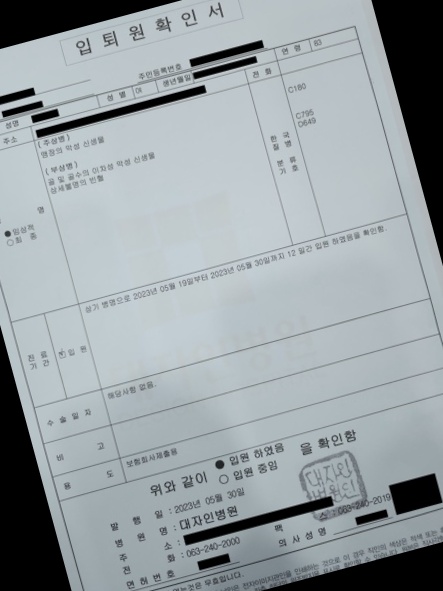 입퇴원확인서
주민등록번호
성명
성별 여
생년월일
연령 83
주소
전화
(주상병)
맹장의 악성 신생물
C180
(부상병)
골 및 골수의 이차성 악성 신생물
C795
상세불명의 빈혈
D649
명
한국
질병
분류
기호
● 임상적
○ 최종
진료
기간
입원
상기 병명으로 2023년 05월 19일부터 2023년 05월 30일까지 12 일간 입원 하였음을 확인함.
수술일자
해당사항 없음.
비고
용도
보험회사제출용
위와 같이 ● 입원 하였음 을 확인함
○ 입원 중임
발행일 : 2023년 05월 30일
병원명 : 대자인병원
주소 :
전화 : 063-240-2000
팩스 : 063-240-2019
면허번호
의사성명
대자인
병원인